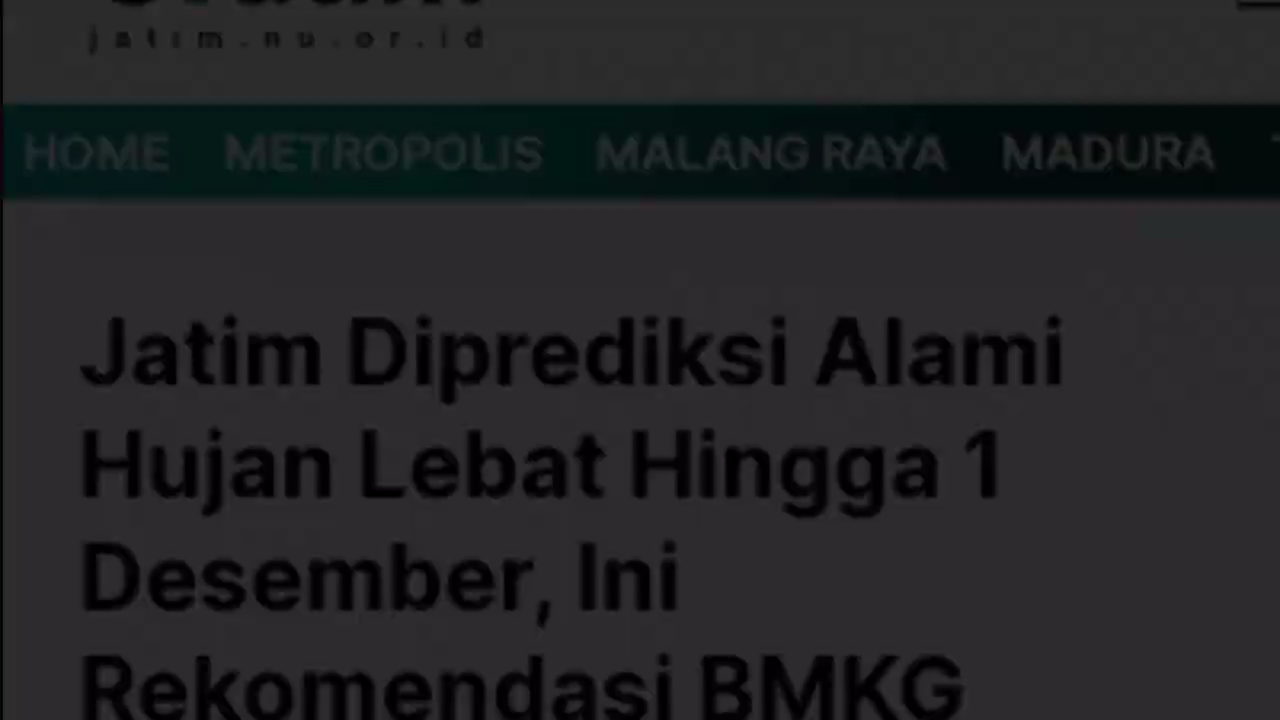 jatim.nu.or.id
HOME METROPOLIS MALANG RAYA MADURA
Jatim Diprediksi Alami
Hujan Lebat Hingga 1
Desember, Ini
Rekomendasi BMKG